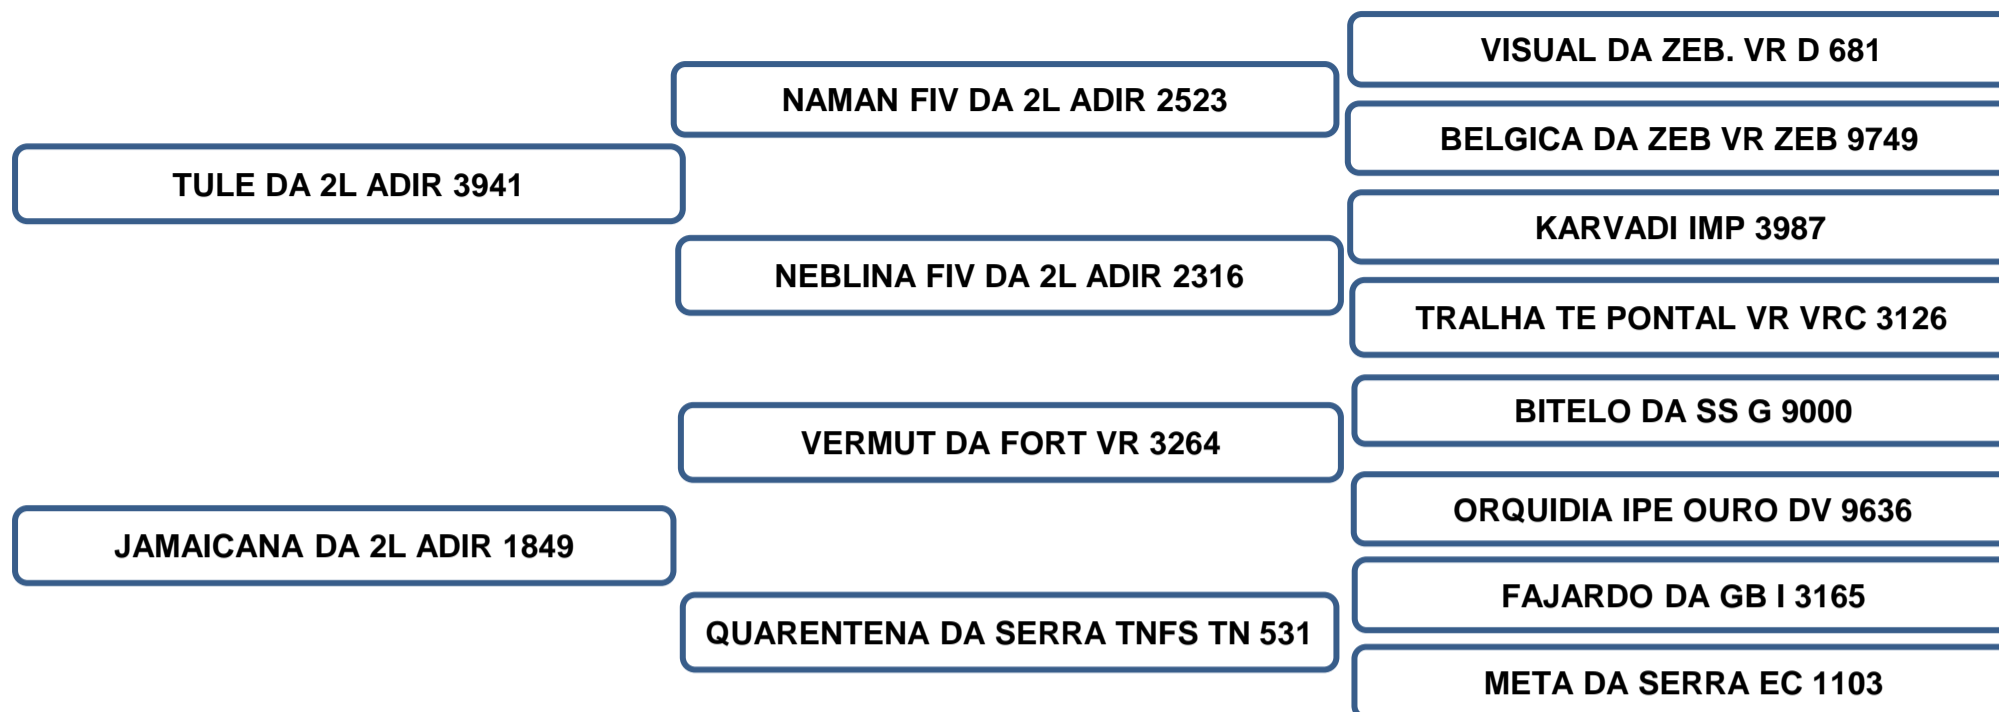 VISUAL DA ZEB. VR D 681
NAMAN FIV DA 2L ADIR 2523
BELGICA DA ZEB VR ZEB 9749
TULE DA 2L ADIR 3941
KARVADI IMP 3987
NEBLINA FIV DA 2L ADIR 2316
TRALHA TE PONTAL VR VRC 3126
BITELO DA SS G 9000
VERMUT DA FORT VR 3264
ORQUIDIA IPE OURO DV 9636
JAMAICANA DA 2L ADIR 1849
FAJARDO DA GB I 3165
QUARENTENA DA SERRA TNFS TN 531
META DA SERRA EC 1103